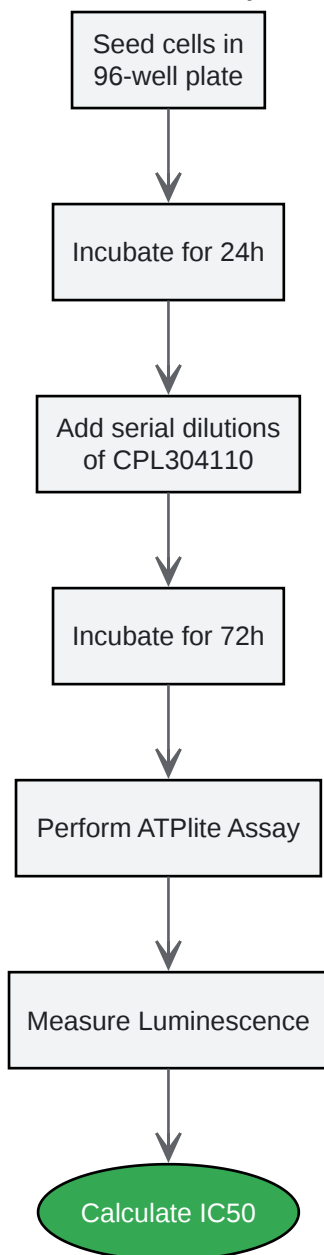 Seed cells in
96-well plate
Incubate for 24h
Add serial dilutions
of CPL304110
Incubate for 72h
Perform ATPlite Assay
Measure Luminescence
Calculate IC50